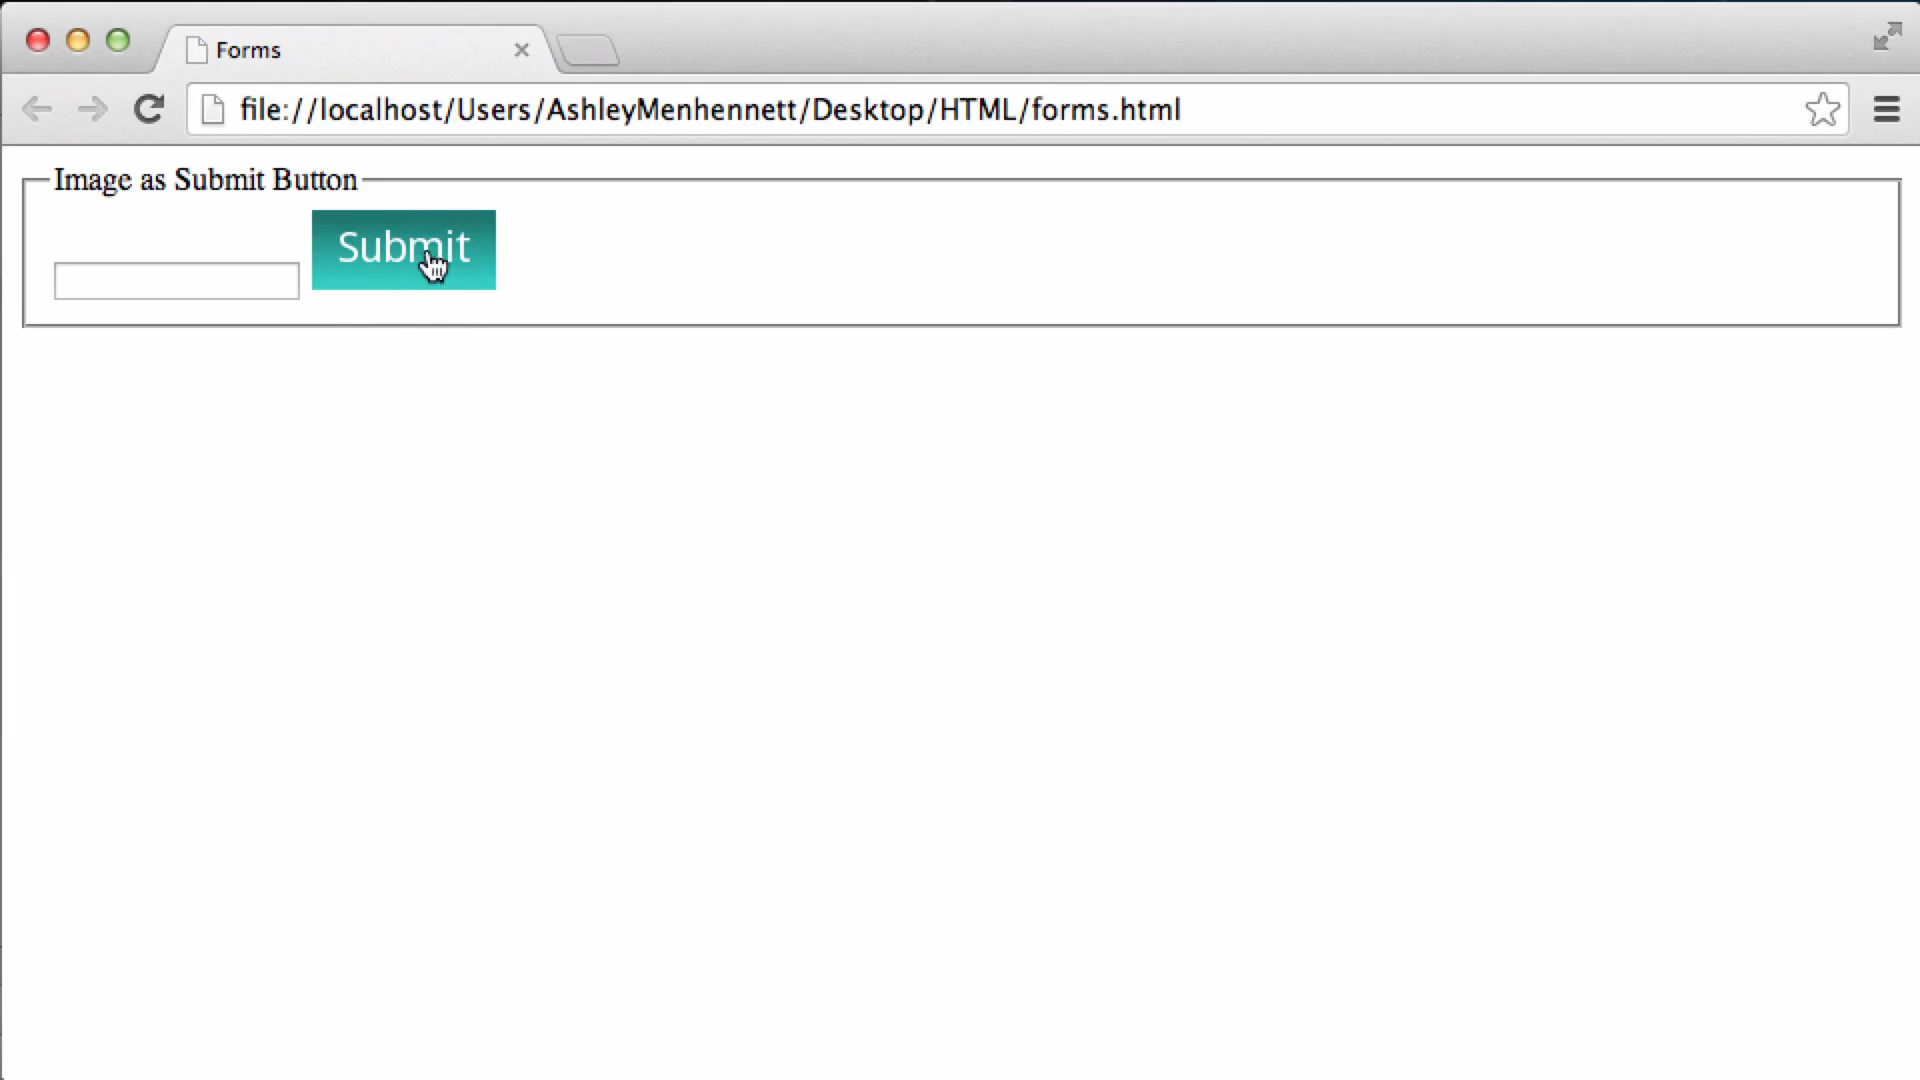 Forms
file://localhost/Users/AshleyMenhennett/Desktop/HTML/forms.html
Image as Submit Button
Submit